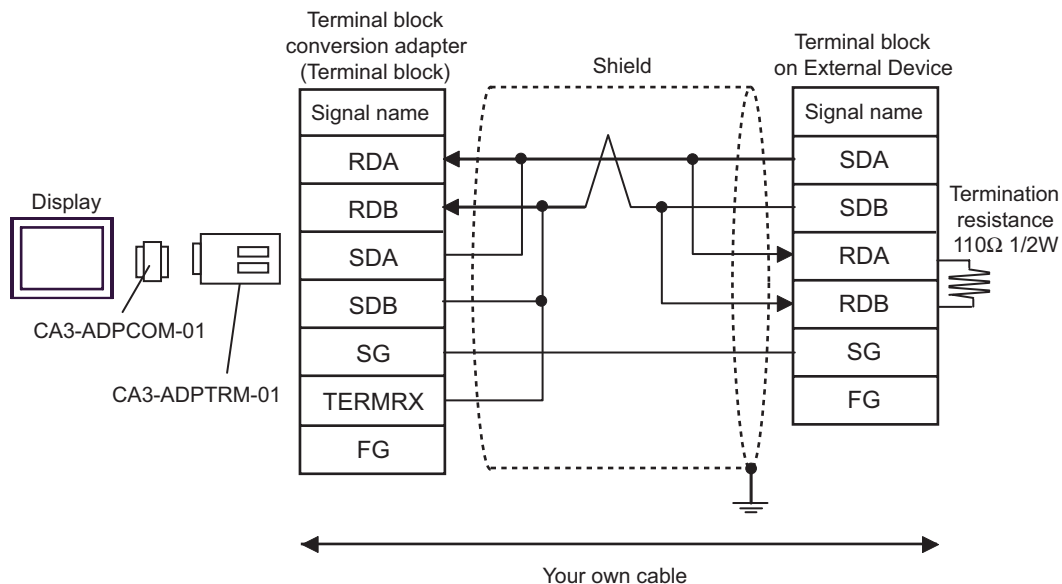 Terminal block
conversion adapter
(Terminal block)
Shield
Terminal block
on External Device
Signal name
RDA
RDB
SDA
SDB
SG
TERMRX
FG
Signal name
SDA
SDB
RDA
RDB
SG
FG
Termination
resistance
110Ω 1/2W
Display
CA3-ADPCOM-01
CA3-ADPTRM-01
Your own cable